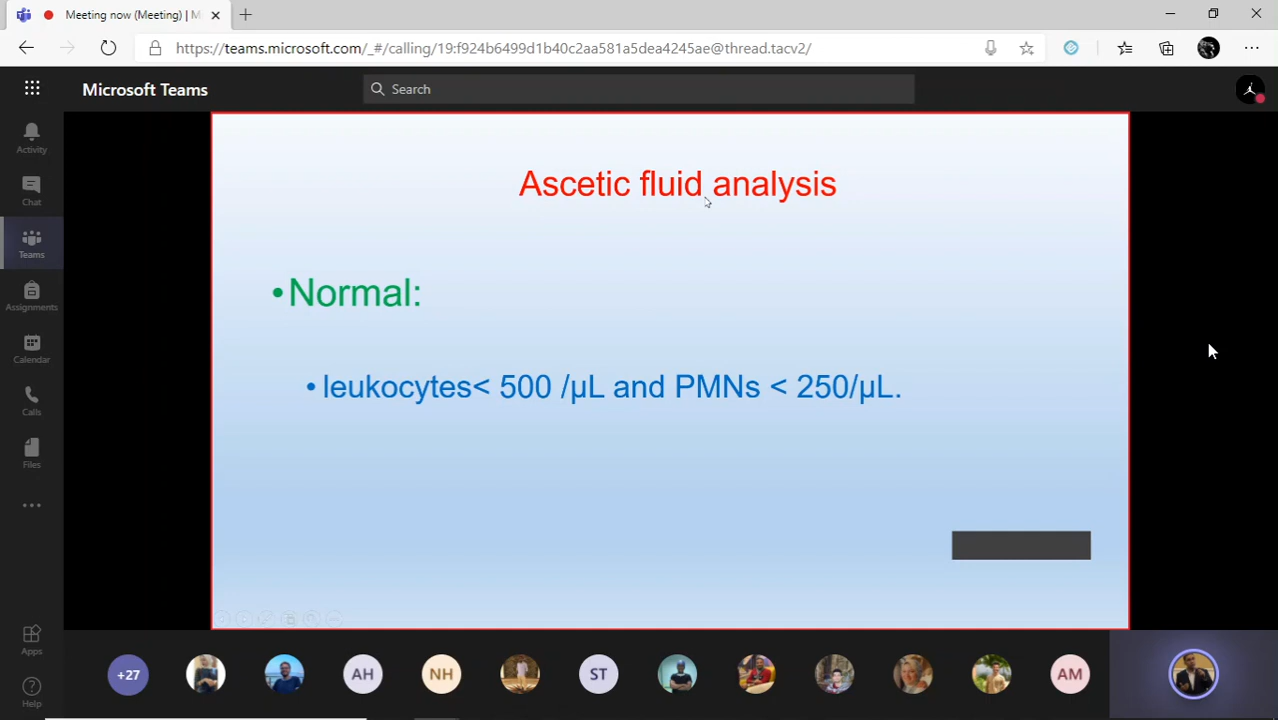 Meeting now (Meeting) | M
https://teams.microsoft.com/_#/calling/19:f924b6499d1b40c2aa581a5dea4245ae@thread.tacv2/
Microsoft Teams
Search
Activity
Chat
Teams
Assignments
Calendar
Calls
Files
Apps
Help
Ascetic fluid analysis
•Normal:
•leukocytes< 500 /µL and PMNs < 250/µL.
+27
AH
NH
ST
AM